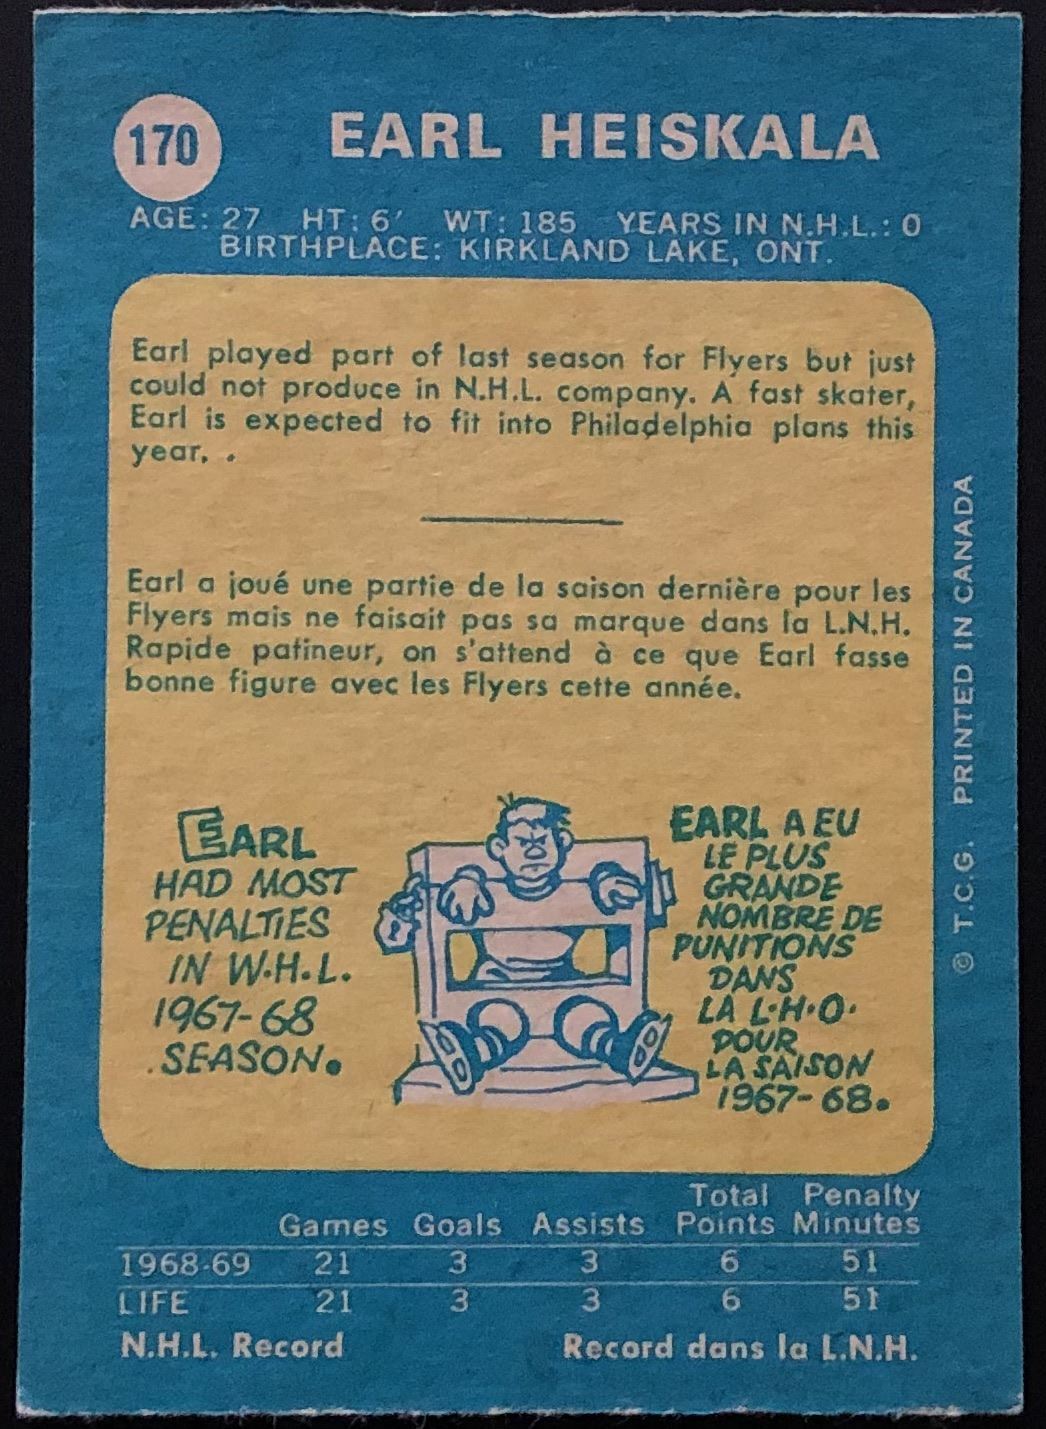 170
EARL HEISKALA
AGE: 27 HT: 6' WT: 185 YEARS IN N.H.L.: 0
BIRTHPLACE: KIRKLAND LAKE, ONT.
Earl played part of last season for Flyers but just
could not produce in N.H.L. company. A fast skater,
Earl is expected to fit into Philadelphia plans this
year. .
Earl a joué une partie de la saison dernière pour les
Flyers mais ne faisait pas sa marque dans la L.N.H.
Rapide patineur, on s'attend à ce que Earl fasse
bonne figure avec les Flyers cette année.
EARL
HAD MOST
PENALTIES
IN W.H.L.
1967-68
SEASON.
EARL A EU
LE PLUS
GRANDE
NOMBRE DE
PUNITIONS
DANS
LA L.H.O.
POUR
LA SAISON
1967-68.
© T.C.G. PRINTED IN CANADA
Total Penalty
Games Goals Assists Points Minutes
1968-69 21 3 3 6 51
LIFE 21 3 3 6 51
N.H.L. Record Record dans la L.N.H.